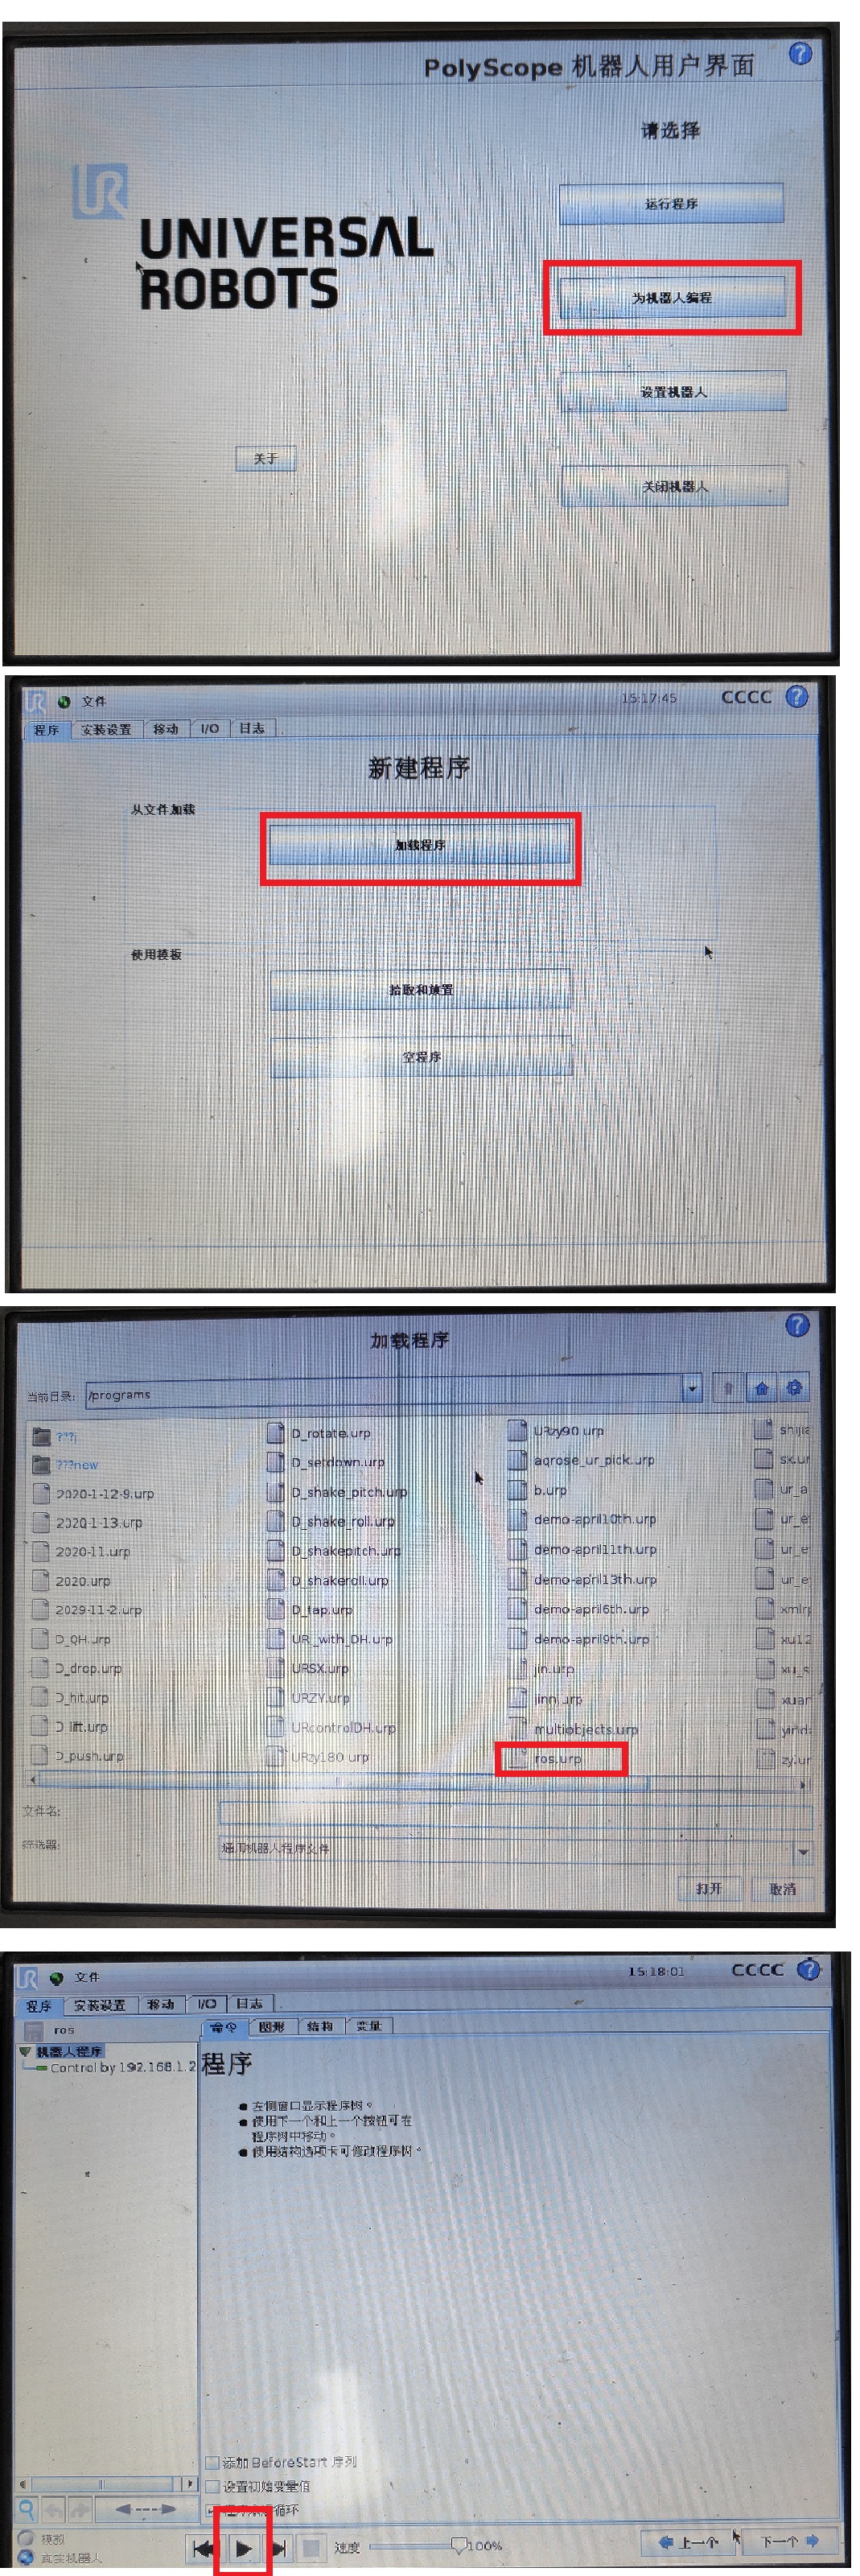 PolyScope 机器人用户界面
?
请选择
UR
UNIVERSAL
ROBOTS
运行程序
为机器人编程
设置机器人
关于
关闭机器人
UR 文件 15:17:45 CCCC ?
程序 安装设置 移动 I/O 日志
新建程序
从文件加载
加载程序
使用模板
拾取和放置
空程序
加载程序
?
当前目录: /programs
???j
???new
2020-1-12-9.urp
2020-1-13.urp
2020-11.urp
2020.urp
2029-11-2.urp
D_QH.urp
D_drop.urp
D_hit.urp
D_lift.urp
D_push.urp
D_rotate.urp
D_setdown.urp
D_shake_pitch.urp
D_shake_roll.urp
D_shakepitch.urp
D_shakeroll.urp
D_tap.urp
UR_with_DH.urp
URSX.urp
URZY.urp
URcontrolDH.urp
URzy180.urp
URzy90.urp
aqrose_ur_pick.urp
b.urp
demo-april10th.urp
demo-april11th.urp
demo-april13th.urp
demo-april6th.urp
demo-april9th.urp
jin.urp
jinn.urp
multiobjects.urp
ros.urp
shijia
sx.ur
ur_a
ur_e
ur_e
ur_e
xmlrp
xu12
xu_s
xuan
yind
zy.ur
文件名:
筛选器: 通用机器人程序文件
打开 取消
UR 文件 15:18:01 CCCC ?
程序 安装设置 移动 I/O 日志
ros
命令 图形 结构 变量
机器人程序
Control by 192.168.1.2
程序
● 左侧窗口显示程序树。
● 使用下一个和上一个按钮可在
程序树中移动。
● 使用结构选项卡可修改程序树。
添加 BeforeStart 序列
设置初始变量值
循环
模拟
真实机器人
速度 100%
上一个 下一个